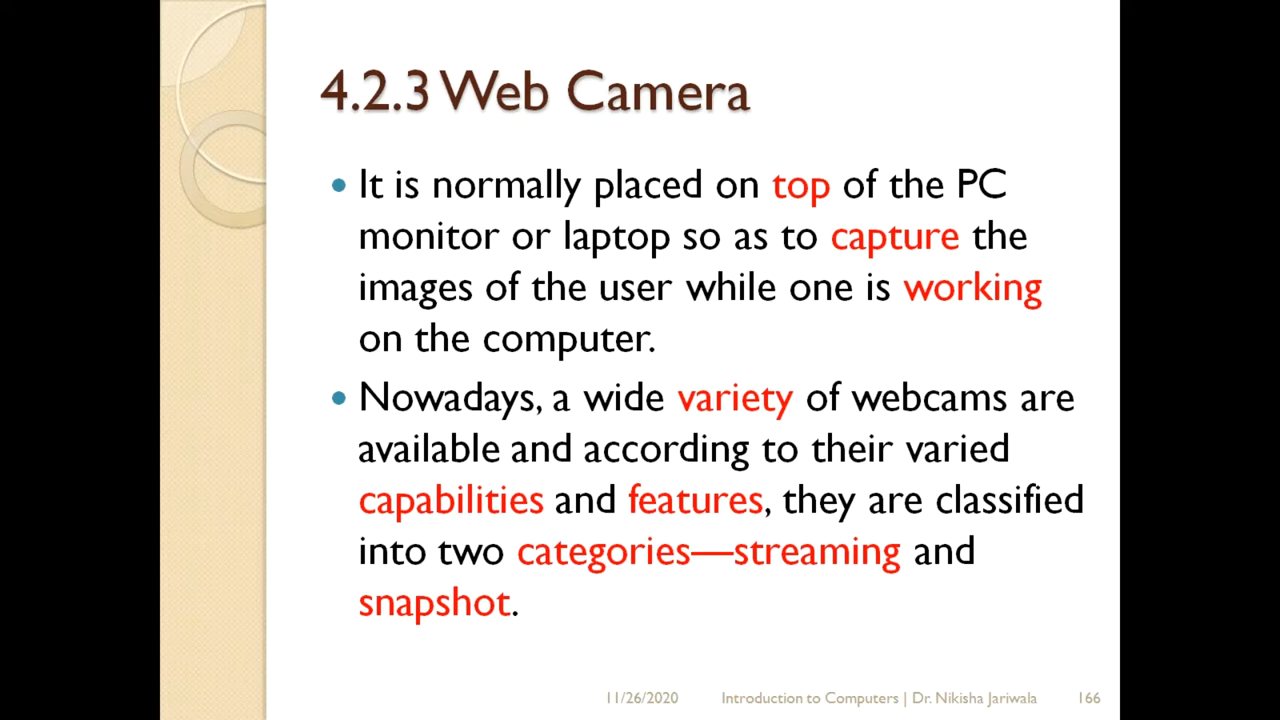 4.2.3 Web Camera
• It is normally placed on top of the PC
monitor or laptop so as to capture the
images of the user while one is working
on the computer.
• Nowadays, a wide variety of webcams are
available and according to their varied
capabilities and features, they are classified
into two categories—streaming and
snapshot.
11/26/2020 Introduction to Computers | Dr. Nikisha Jariwala 166